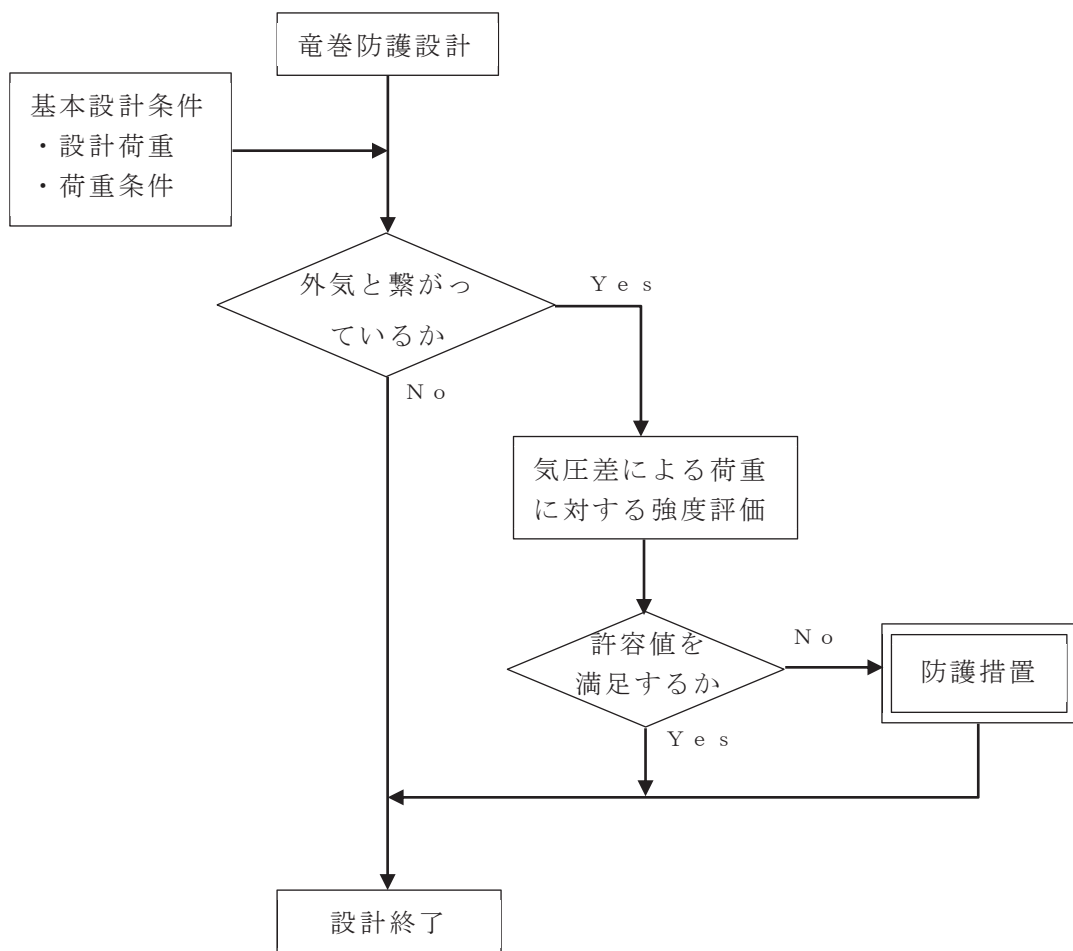 竜巻防護設計
基本設計条件
・設計荷重
・荷重条件
外気と繋がっ
ているか
Ｙｅｓ
Ｎｏ
気圧差による荷重
に対する強度評価
許容値を
満足するか
Ｎｏ
防護措置
Ｙｅｓ
設計終了